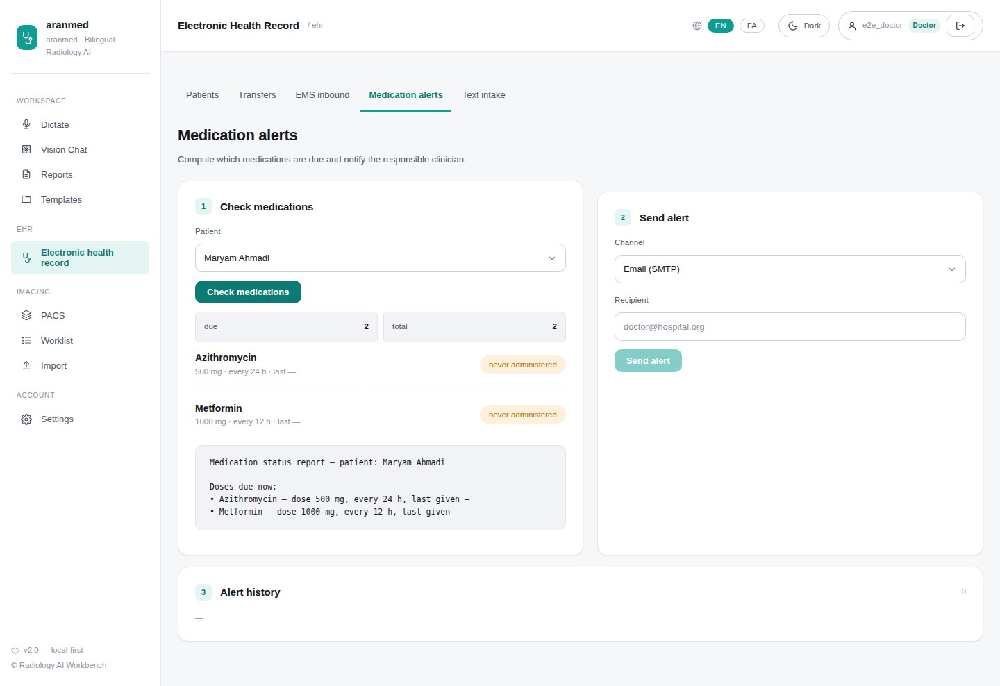 aranmed
aranmed · Bilingual
Radiology AI
WORKSPACE
Dictate
Vision Chat
Reports
Templates
EHR
Electronic health
record
IMAGING
PACS
Worklist
Import
ACCOUNT
Settings
v2.0 — local-first
© Radiology AI Workbench
Electronic Health Record / ehr
EN FA Dark e2e_doctor Doctor
Patients Transfers EMS inbound Medication alerts Text intake
Medication alerts
Compute which medications are due and notify the responsible clinician.
1 Check medications
Patient
Maryam Ahmadi
Check medications
due 2 total 2
Azithromycin
500 mg · every 24 h · last —
never administered
Metformin
1000 mg · every 12 h · last —
never administered
Medication status report — patient: Maryam Ahmadi
Doses due now:
• Azithromycin — dose 500 mg, every 24 h, last given —
• Metformin — dose 1000 mg, every 12 h, last given —
2 Send alert
Channel
Email (SMTP)
Recipient
doctor@hospital.org
Send alert
3 Alert history 0
—